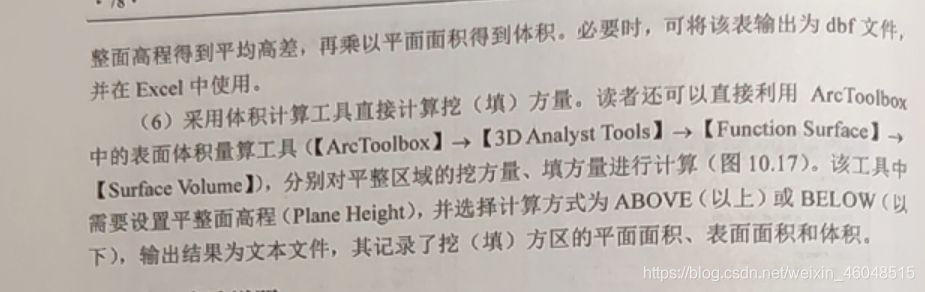 · 78 ·
整面高程得到平均高差，再乘以平面面积得到体积。必要时，可将该表输出为 dbf 文件，
并在 Excel 中使用。
（6）采用体积计算工具直接计算挖（填）方量。读者还可以直接利用 ArcToolbox
中的表面体积量算工具（【ArcToolbox】→【3D Analyst Tools】→【Function Surface】→
【Surface Volume】），分别对平整区域的挖方量、填方量进行计算（图 10.17）。该工具中
需要设置平整面高程（Plane Height），并选择计算方式为 ABOVE（以上）或 BELOW（以
下），输出结果为文本文件，其记录了挖（填）方区的平面面积、表面面积和体积。
https://blog.csdn.net/weixin_46048515